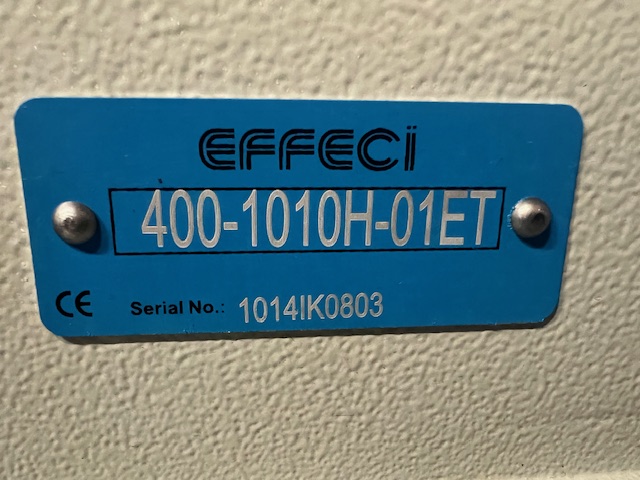 EFFECi
400-1010H-01ET
CE Serial No.: 1014IK0803